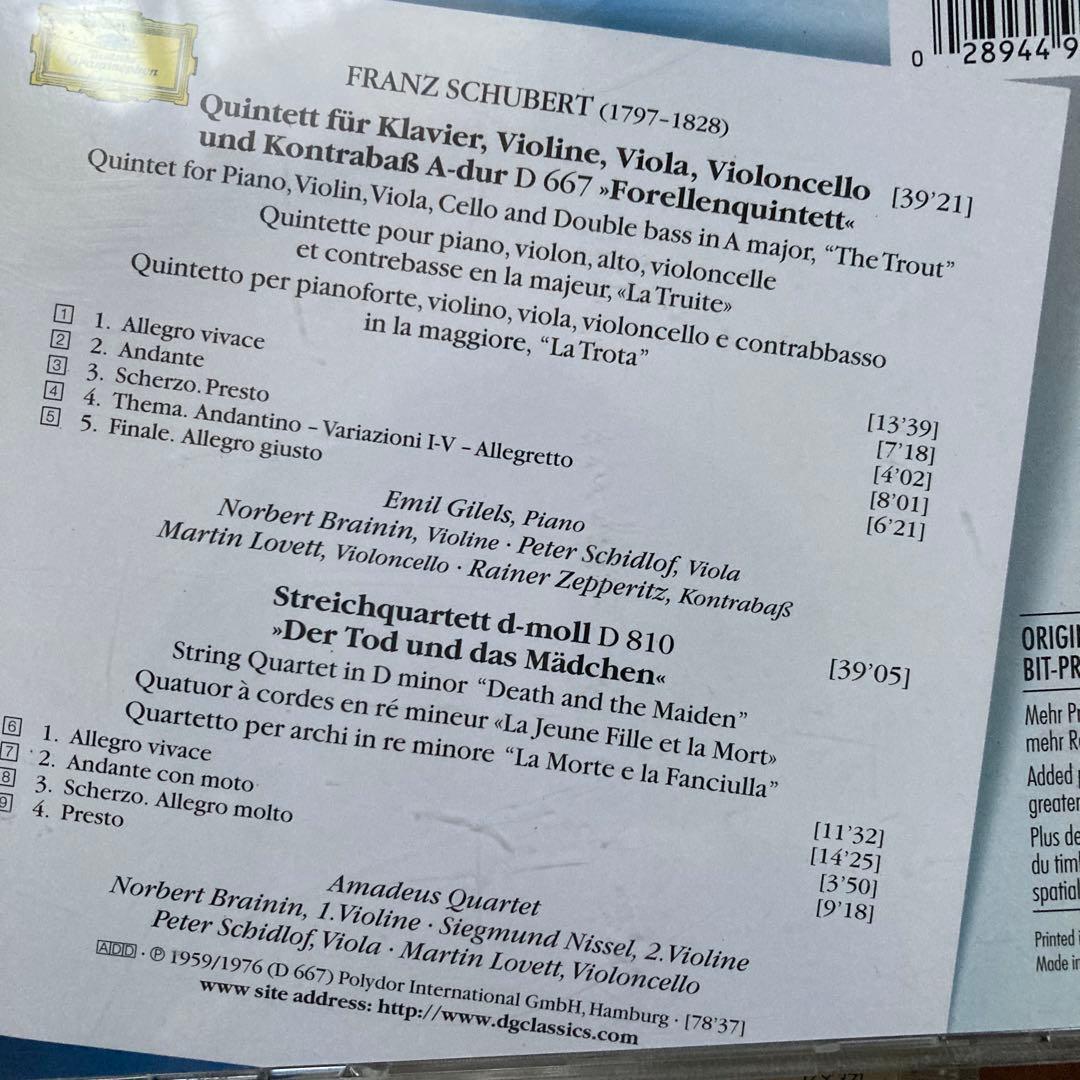 Deutsche
Grammophon
0 28944 9
FRANZ SCHUBERT (1797–1828)
Quintett für Klavier, Violine, Viola, Violoncello
und Kontrabaß A-dur D 667 »Forellenquintett« [39’21]
Quintet for Piano, Violin, Viola, Cello and Double bass in A major, “The Trout”
Quintette pour piano, violon, alto, violoncelle
et contrebasse en la majeur, «La Truite»
Quintetto per pianoforte, violino, viola, violoncello e contrabbasso
in la maggiore, “La Trota”
1 1. Allegro vivace [13’39]
2 2. Andante [7’18]
3 3. Scherzo. Presto [4’02]
4 4. Thema. Andantino – Variazioni I-V – Allegretto [8’01]
5 5. Finale. Allegro giusto [6’21]
Emil Gilels, Piano
Norbert Brainin, Violine · Peter Schidlof, Viola
Martin Lovett, Violoncello · Rainer Zepperitz, Kontrabaß
Streichquartett d-moll D 810
»Der Tod und das Mädchen« [39’05]
String Quartet in D minor “Death and the Maiden”
Quatuor à cordes en ré mineur «La Jeune Fille et la Mort»
Quartetto per archi in re minore “La Morte e la Fanciulla”
6 1. Allegro vivace [11’32]
7 2. Andante con moto [14’25]
8 3. Scherzo. Allegro molto [3’50]
9 4. Presto [9’18]
Amadeus Quartet
Norbert Brainin, 1. Violine · Siegmund Nissel, 2. Violine
Peter Schidlof, Viola · Martin Lovett, Violoncello
ADD · ℗ 1959/1976 (D 667) Polydor International GmbH, Hamburg · [78’37]
www site address: http://www.dgclassics.com
ORIGI
BIT-PR
Mehr P
mehr R
Added
greater
Plus de
du tim
spatial
Printed
Made in